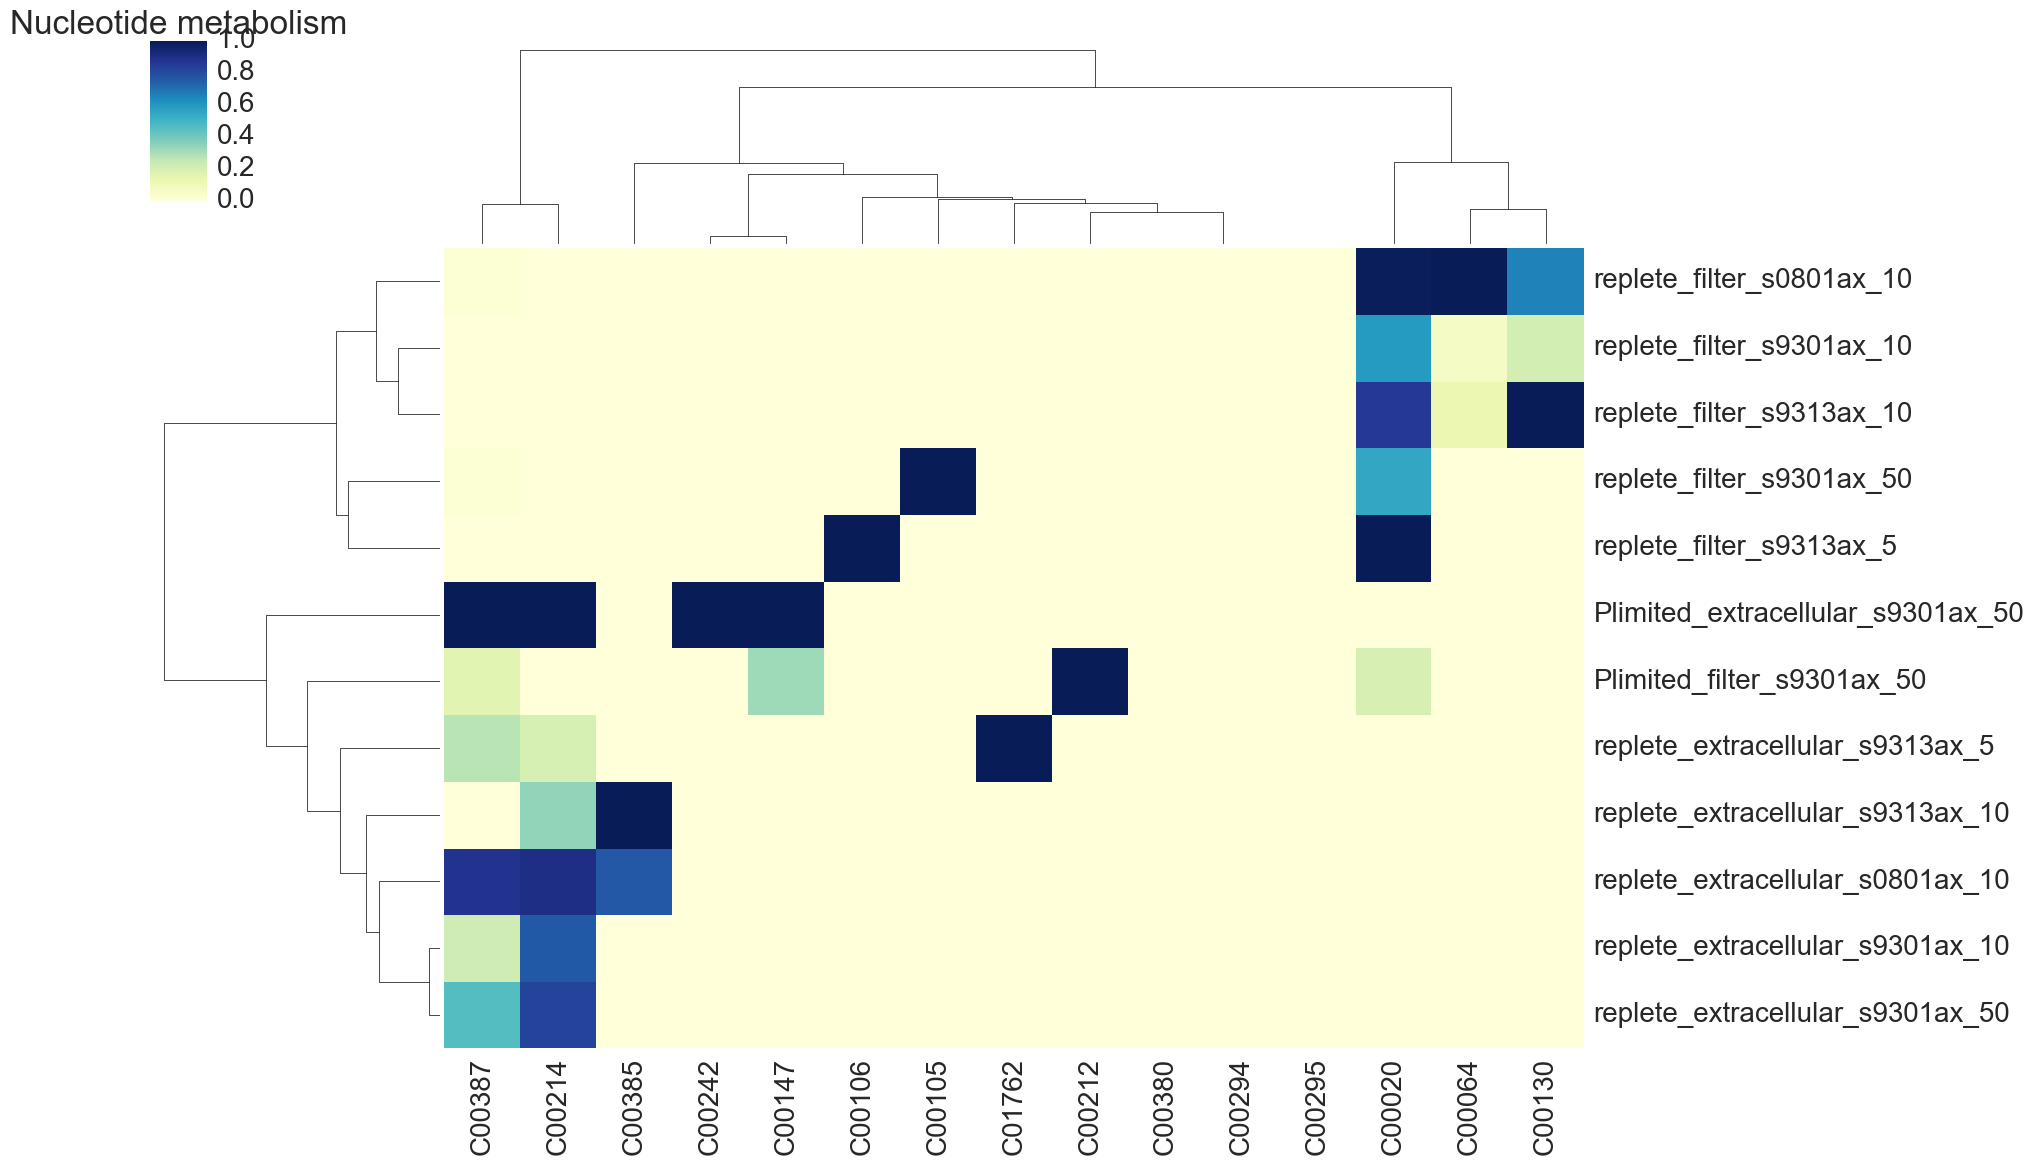 Nucleotide metabolism
1.0
0.8
0.6
0.4
0.2
0.0
replete_filter_s0801ax_10
replete_filter_s9301ax_10
replete_filter_s9313ax_10
replete_filter_s9301ax_50
replete_filter_s9313ax_5
Plimited_extracellular_s9301ax_50
Plimited_filter_s9301ax_50
replete_extracellular_s9313ax_5
replete_extracellular_s9313ax_10
replete_extracellular_s0801ax_10
replete_extracellular_s9301ax_10
replete_extracellular_s9301ax_50
C00387
C00214
C00385
C00242
C00147
C00106
C00105
C01762
C00212
C00380
C00294
C00295
C00020
C00064
C00130